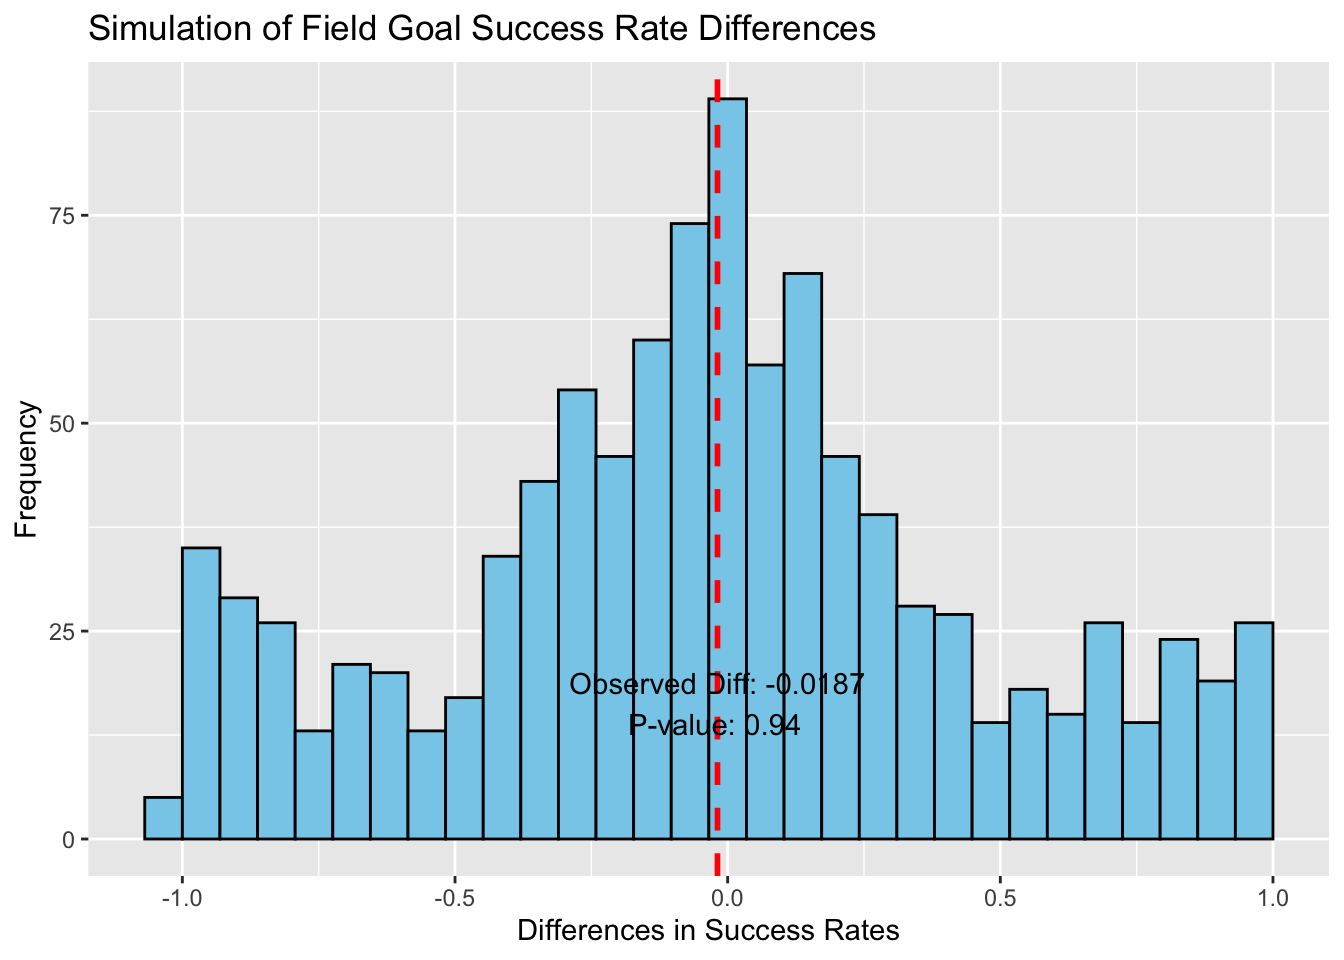 Simulation of Field Goal Success Rate Differences
Frequency
75
50
25
0
Observed Diff: -0.0187
P-value: 0.94
-1.0 -0.5 0.0 0.5 1.0
Differences in Success Rates